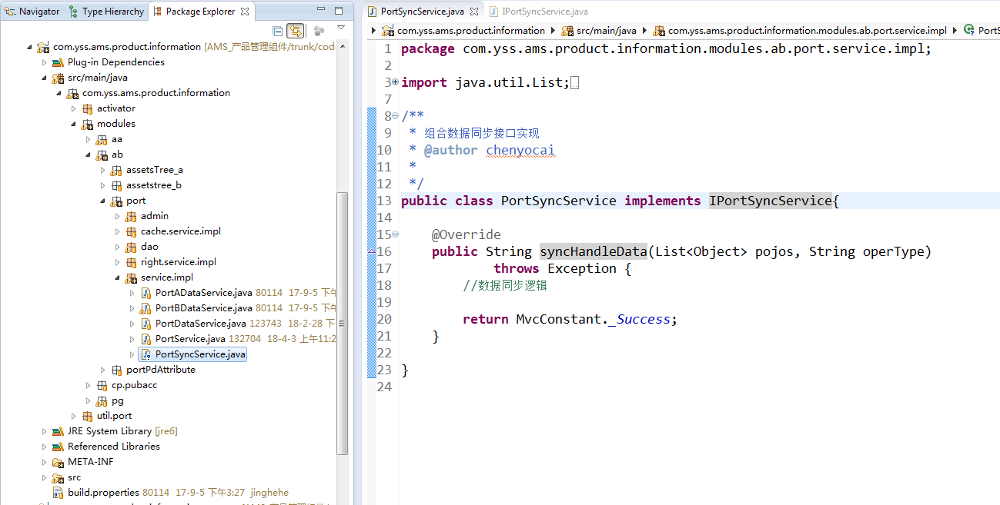 Navigator Type Hierarchy Package Explorer
com.yss.ams.product.information [AMS_产品管理组件/trunk/code
Plug-in Dependencies
src/main/java
com.yss.ams.product.information
activator
modules
aa
ab
assetsTree_a
assetstree_b
port
admin
cache.service.impl
dao
right.service.impl
service.impl
PortADataService.java 80114 17-9-5 下午
PortBDataService.java 80114 17-9-5 下午
PortDataService.java 123743 18-2-28 下
PortService.java 132704 18-4-3 上午11:2
PortSyncService.java
portPdAttribute
cp.pubacc
pg
util.port
JRE System Library [jre6]
Referenced Libraries
META-INF
src
build.properties 80114 17-9-5 下午3:27 jinghehe
PortSyncService.java IPortSyncService.java
com.yss.ams.product.information src/main/java com.yss.ams.product.information.modules.ab.port.service.impl PortS
1 package com.yss.ams.product.information.modules.ab.port.service.impl;
2
3 import java.util.List;
7
8 /**
9 * 组合数据同步接口实现
10 * @author chenyocai
11 *
12 */
13 public class PortSyncService implements IPortSyncService{
14
15 @Override
16 public String syncHandleData(List<Object> pojos, String operType)
17 throws Exception {
18 //数据同步逻辑
19
20 return MvcConstant._Success;
21 }
22
23 }
24